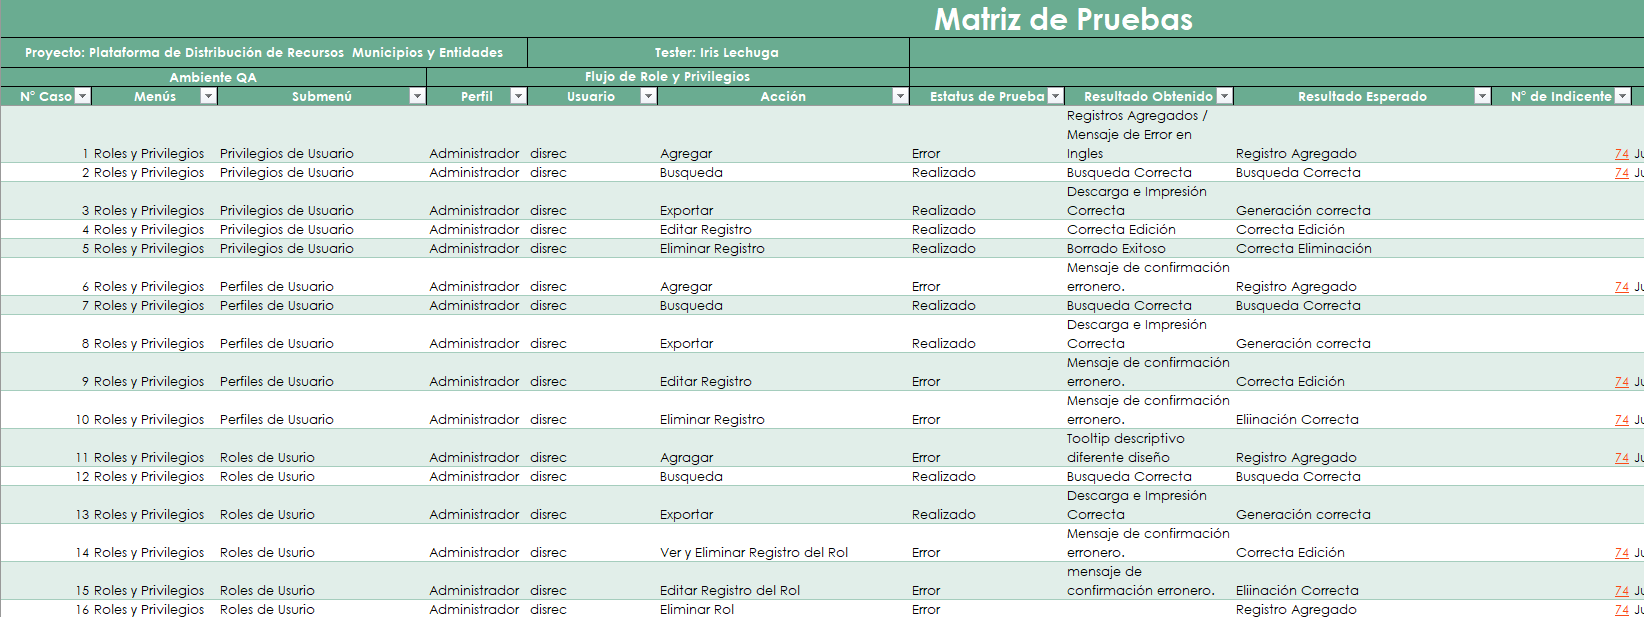 Matriz de Pruebas
Proyecto: Plataforma de Distribución de Recursos Municipios y Entidades Tester: Iris Lechuga
Ambiente QA Flujo de Role y Privilegios
N° Caso Menús Submenú Perfil Usuario Acción Estatus de Prueba Resultado Obtenido Resultado Esperado N° de Indicente
Registros Agregados /
Mensaje de Error en
1 Roles y Privilegios Privilegios de Usuario Administrador disrec Agregar Error Ingles Registro Agregado 74 Ju
2 Roles y Privilegios Privilegios de Usuario Administrador disrec Busqueda Realizado Busqueda Correcta Busqueda Correcta 74 Ju
Descarga e Impresión
3 Roles y Privilegios Privilegios de Usuario Administrador disrec Exportar Realizado Correcta Generación correcta
4 Roles y Privilegios Privilegios de Usuario Administrador disrec Editar Registro Realizado Correcta Edición Correcta Edición
5 Roles y Privilegios Privilegios de Usuario Administrador disrec Eliminar Registro Realizado Borrado Exitoso Correcta Eliminación
Mensaje de confirmación
6 Roles y Privilegios Perfiles de Usuario Administrador disrec Agregar Error erronero. Registro Agregado 74 Ju
7 Roles y Privilegios Perfiles de Usuario Administrador disrec Busqueda Realizado Busqueda Correcta Busqueda Correcta
Descarga e Impresión
8 Roles y Privilegios Perfiles de Usuario Administrador disrec Exportar Realizado Correcta Generación correcta
Mensaje de confirmación
9 Roles y Privilegios Perfiles de Usuario Administrador disrec Editar Registro Error erronero. Correcta Edición 74 Ju
Mensaje de confirmación
10 Roles y Privilegios Perfiles de Usuario Administrador disrec Eliminar Registro Error erronero. Eliinación Correcta 74 Ju
Tooltip descriptivo
11 Roles y Privilegios Roles de Usurio Administrador disrec Agragar Error diferente diseño Registro Agregado 74 Ju
12 Roles y Privilegios Roles de Usurio Administrador disrec Busqueda Realizado Busqueda Correcta Busqueda Correcta
Descarga e Impresión
13 Roles y Privilegios Roles de Usurio Administrador disrec Exportar Realizado Correcta Generación correcta
Mensaje de confirmación
14 Roles y Privilegios Roles de Usurio Administrador disrec Ver y Eliminar Registro del Rol Error erronero. Correcta Edición 74 Ju
mensaje de
15 Roles y Privilegios Roles de Usurio Administrador disrec Editar Registro del Rol Error confirmación erronero. Eliinación Correcta 74 Ju
16 Roles y Privilegios Roles de Usurio Administrador disrec Eliminar Rol Error Registro Agregado 74 Ju